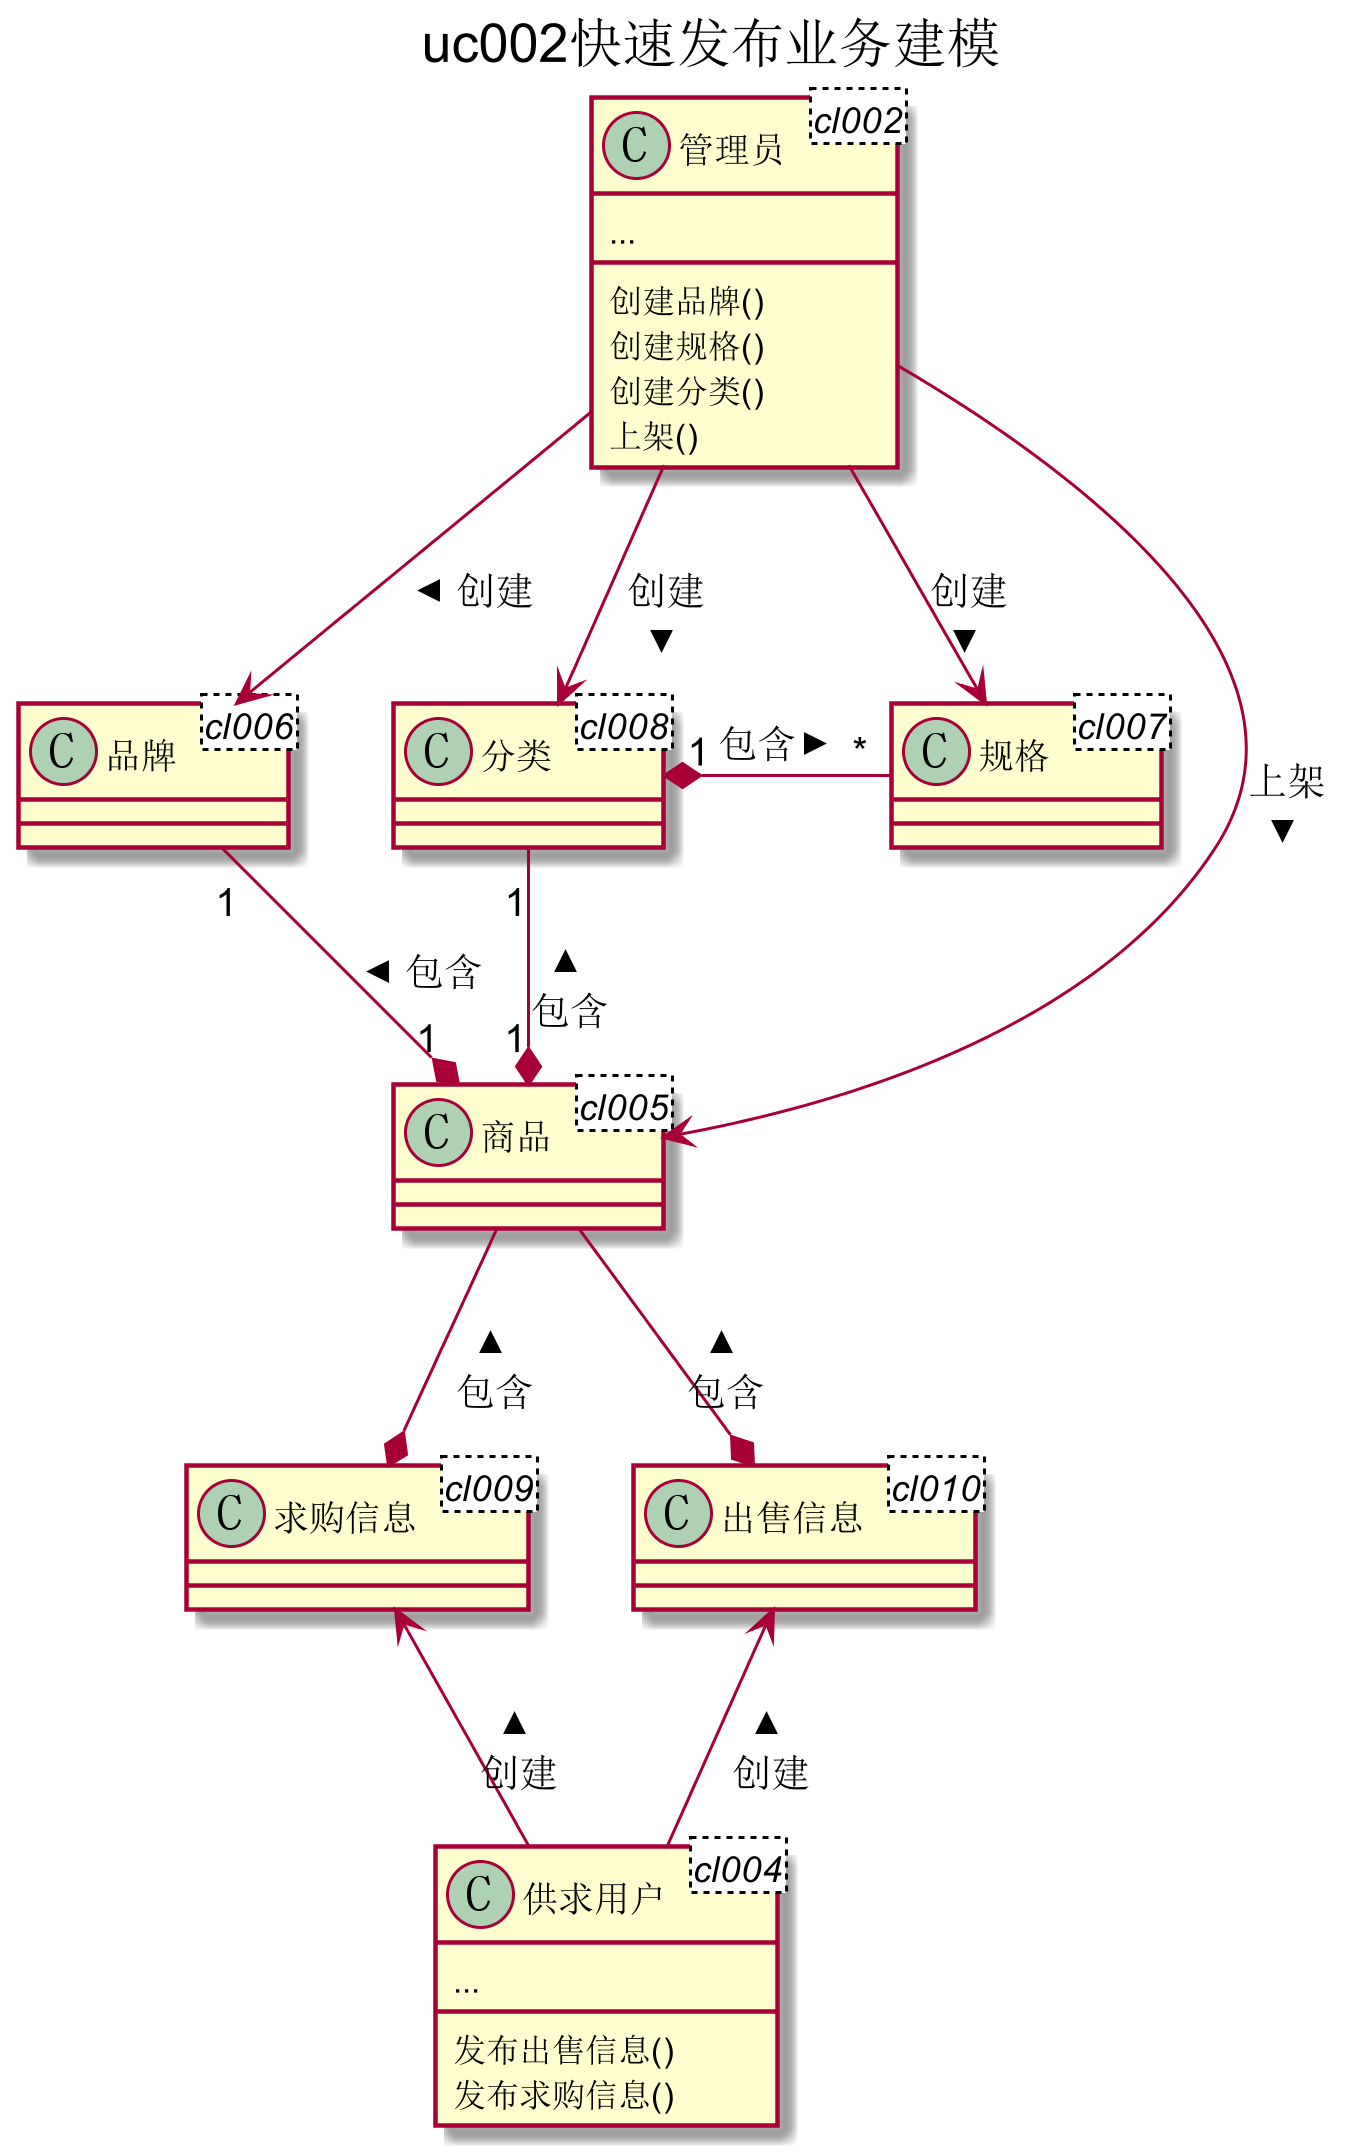 uc002快速发布业务建模
cl002
C 管理员
...
创建品牌()
创建规格()
创建分类()
上架()
◀ 创建
创建
▼
创建
▼
cl006
C 品牌
cl008
C 分类
1 包含▶ *
cl007
C 规格
上架
▼
1
1
◀ 包含
▲
包含
1
1
cl005
C 商品
▲
包含
▲
包含
cl009
C 求购信息
cl010
C 出售信息
▲
创建
▲
创建
cl004
C 供求用户
...
发布出售信息()
发布求购信息()